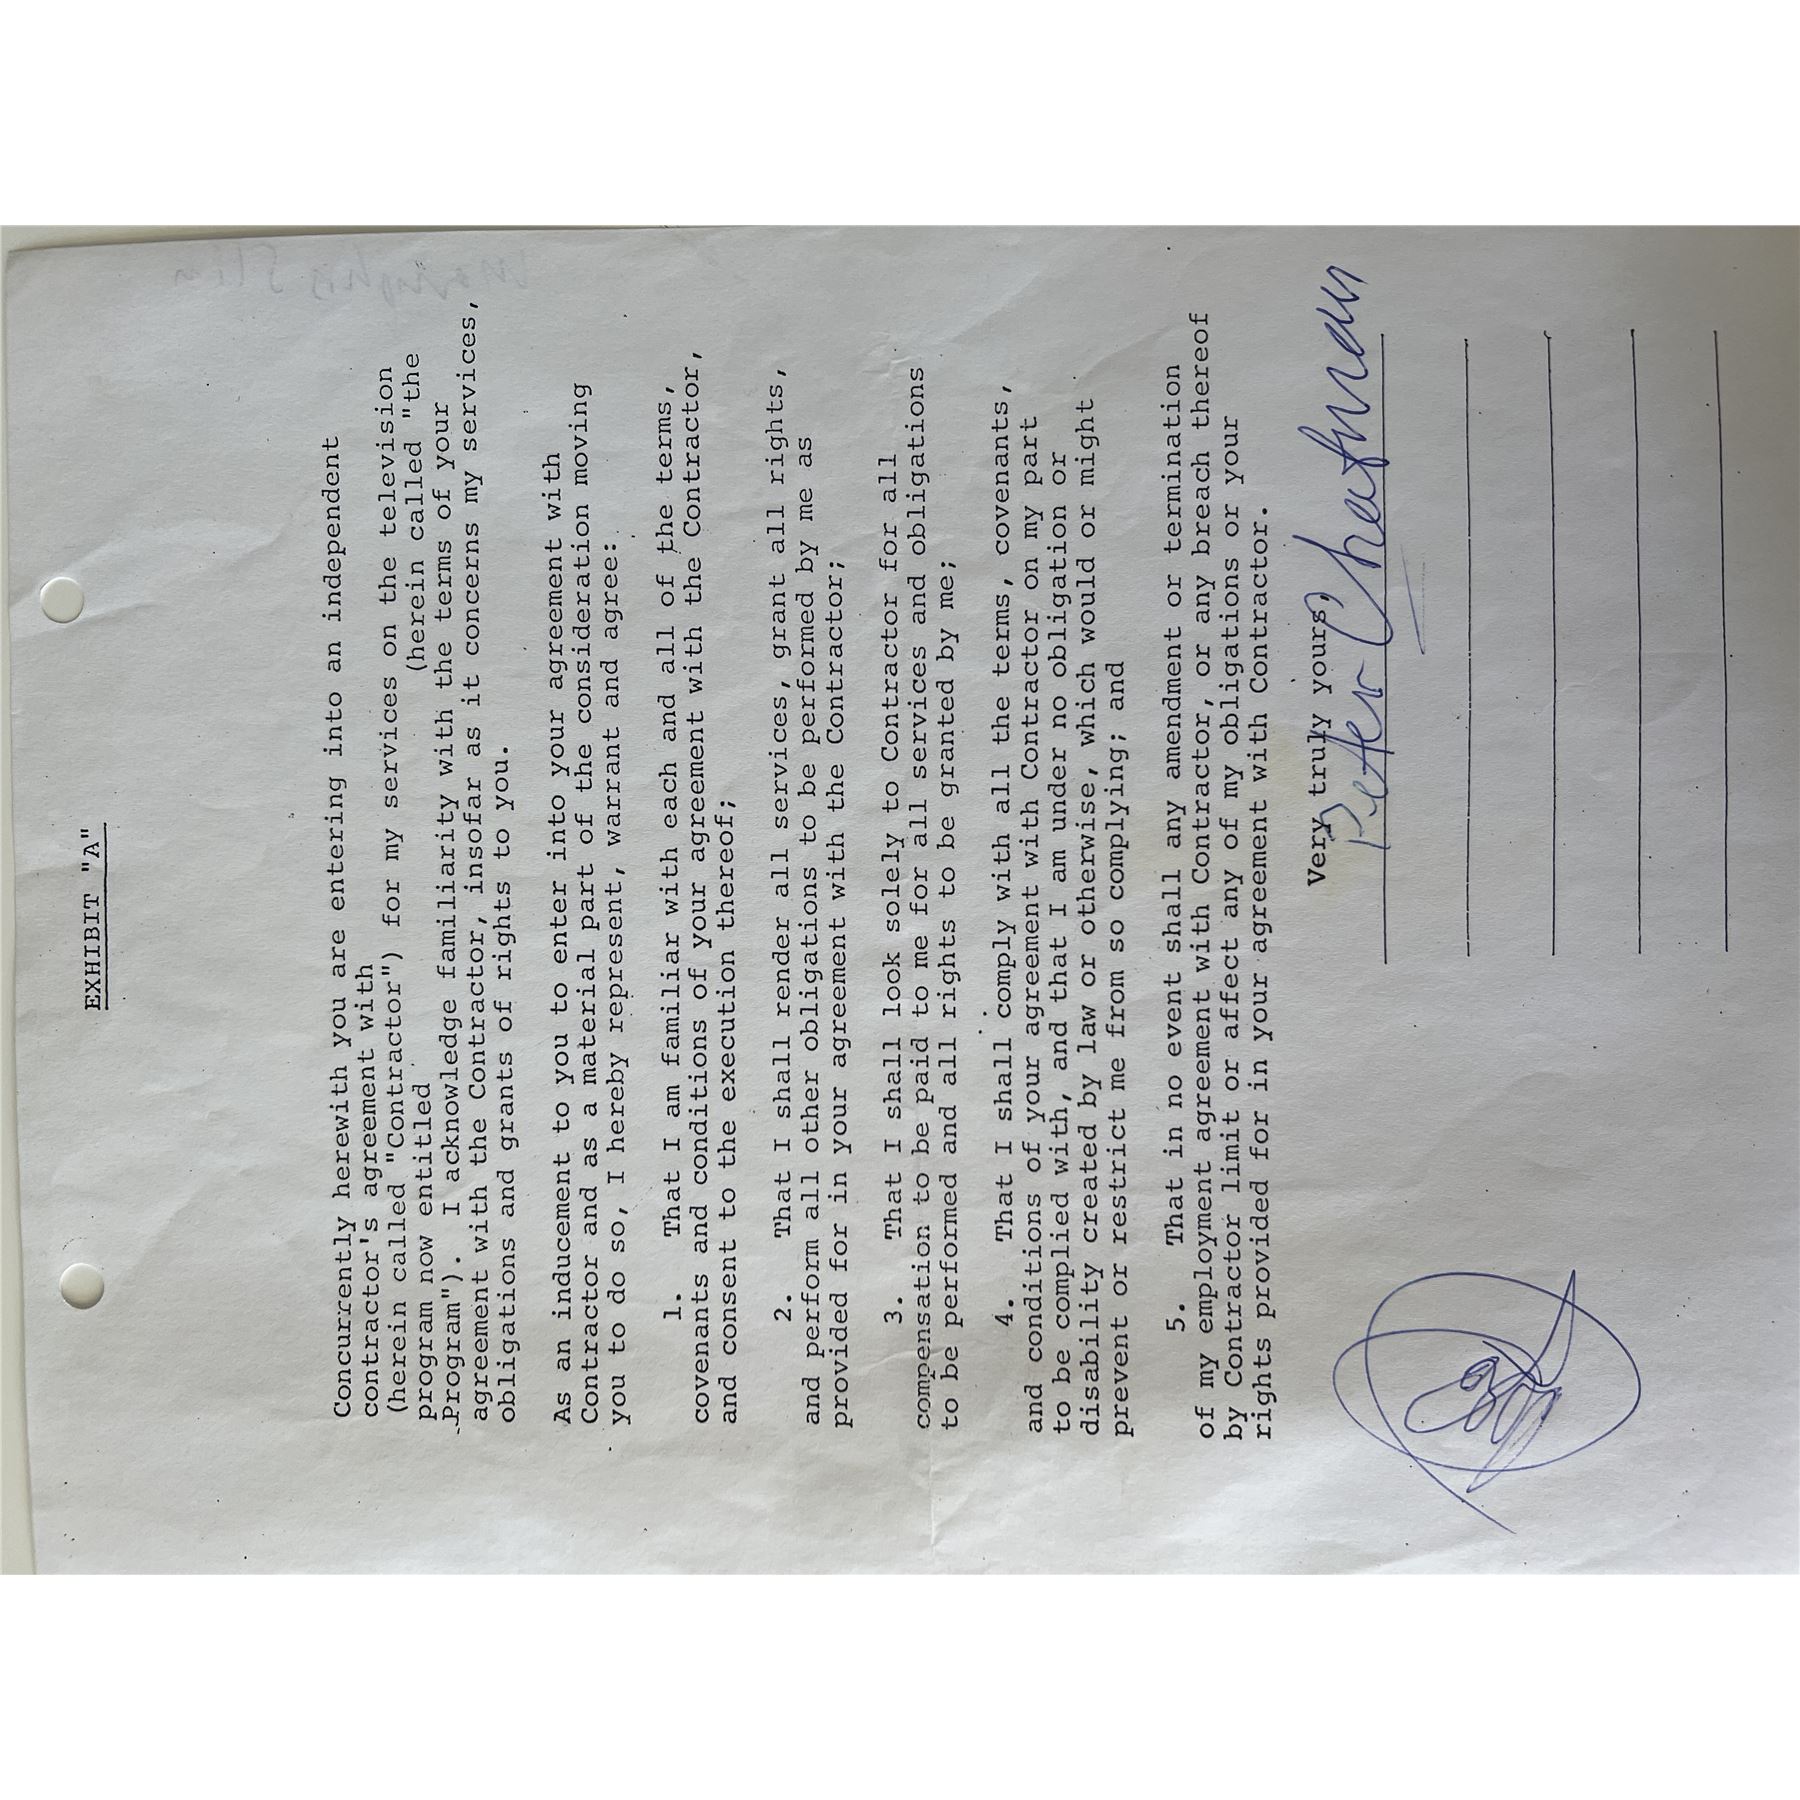 EXHIBIT "A"
Concurrently herewith you are entering into an independent
contractor's agreement with
(herein called "Contractor") for my services on the television
program now entitled (herein called "the
Program"). I acknowledge familiarity with the terms of your
agreement with the Contractor, insofar as it concerns my services,
obligations and grants of rights to you.
As an inducement to you to enter into your agreement with
Contractor and as a material part of the consideration moving
you to do so, I hereby represent, warrant and agree:
1. That I am familiar with each and all of the terms,
covenants and conditions of your agreement with the Contractor,
and consent to the execution thereof;
2. That I shall render all services, grant all rights,
and perform all other obligations to be performed by me as
provided for in your agreement with the Contractor;
3. That I shall look solely to Contractor for all
compensation to be paid to me for all services and obligations
to be performed and all rights to be granted by me;
4. That I shall comply with all the terms, covenants,
and conditions of your agreement with Contractor on my part
to be complied with, and that I am under no obligation or
disability created by law or otherwise, which would or might
prevent or restrict me from so complying; and
5. That in no event shall any amendment or termination
of my employment agreement with Contractor, or any breach thereof
by Contractor limit or affect any of my obligations or your
rights provided for in your agreement with Contractor.
Very truly yours,
Peter Chatman
Memphis Slim